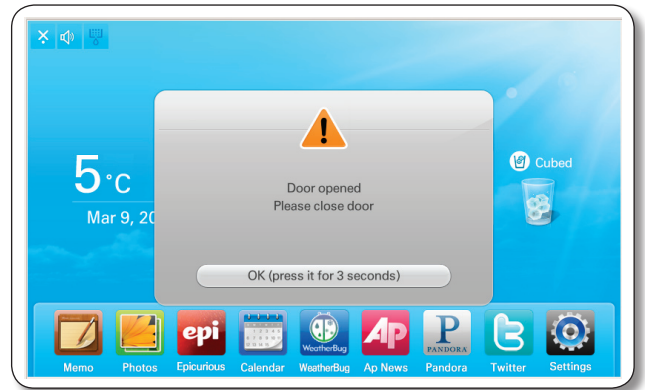 5°C
Mar 9, 20
Door opened
Please close door
OK (press it for 3 seconds)
Cubed
epi
WeatherBug
AP
P
PANDORA
Memo Photos Epicurious Calendar WeatherBug Ap News Pandora Twitter Settings